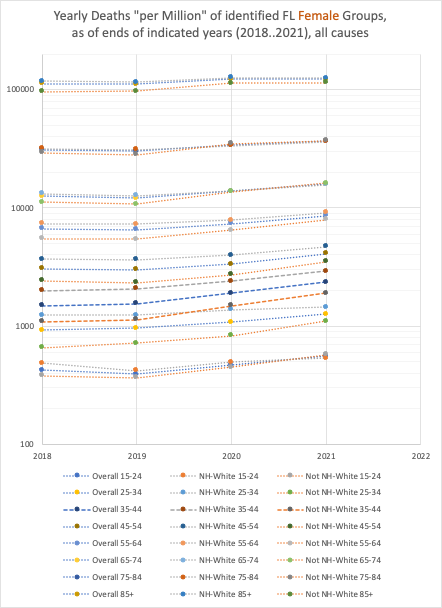 Yearly Deaths "per Million" of identified FL Female Groups,
as of ends of indicated years (2018..2021), all causes
100000
10000
1000
100
2018 2019 2020 2021 2022
Overall 15-24 NH-White 15-24 Not NH-White 15-24
Overall 25-34 NH-White 25-34 Not NH-White 25-34
Overall 35-44 NH-White 35-44 Not NH-White 35-44
Overall 45-54 NH-White 45-54 Not NH-White 45-54
Overall 55-64 NH-White 55-64 Not NH-White 55-64
Overall 65-74 NH-White 65-74 Not NH-White 65-74
Overall 75-84 NH-White 75-84 Not NH-White 75-84
Overall 85+ NH-White 85+ Not NH-White 85+